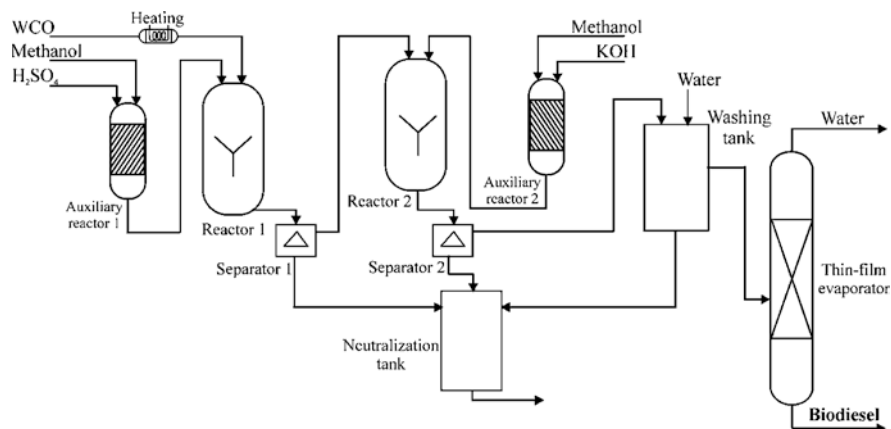 Heating
WCO
Methanol
H₂SO₄
Auxiliary
reactor 1
Reactor 1
Separator 1
Reactor 2
Separator 2
Methanol
KOH
Auxiliary
reactor 2
Water
Washing
tank
Neutralization
tank
Water
Thin-film
evaporator
Biodiesel